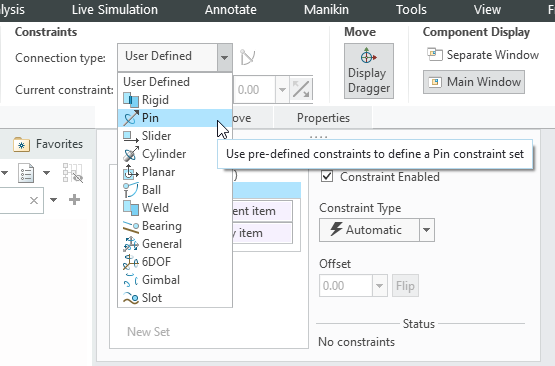 alysis Live Simulation Annotate Manikin Tools View F
Constraints Move Component Display
Connection type: User Defined Separate Window
Display Dragger Main Window
Current constraint: 0.00
User Defined
Rigid
Pin
Slider
Cylinder
Planar
Ball
Weld
Bearing
General
6DOF
Gimbal
Slot
ove Properties
Favorites
Use pre-defined constraints to define a Pin constraint set
Constraint Enabled
ent item
y item
Constraint Type
Automatic
Offset
0.00 Flip
New Set
Status
No constraints